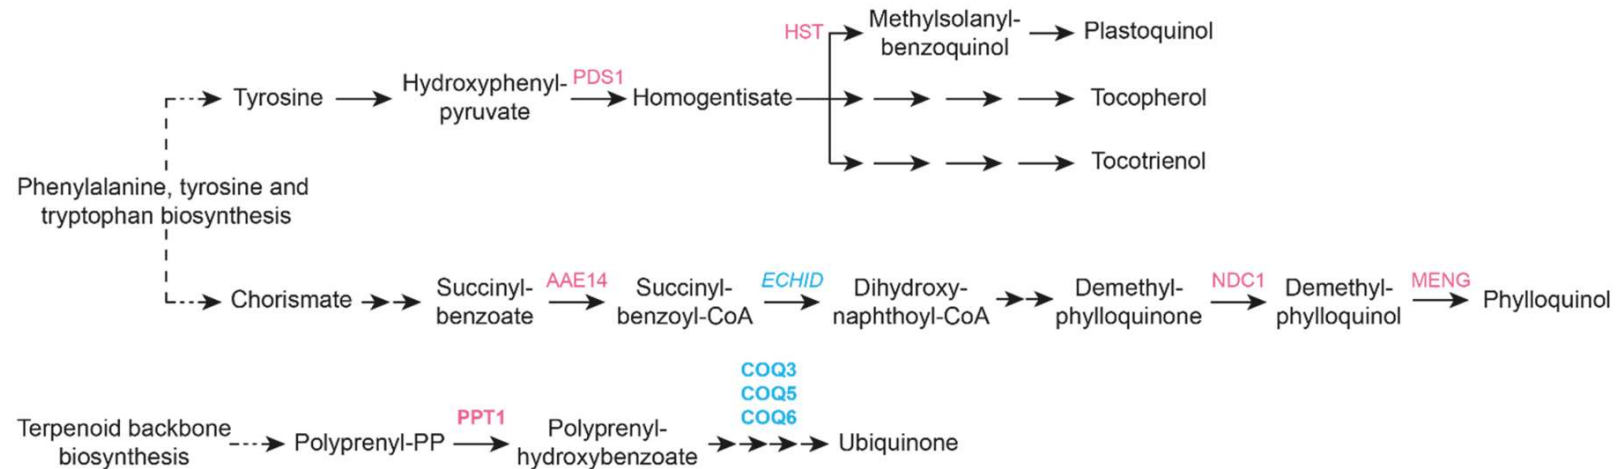 HST
Methylsolanyl-
benzoquinol
Plastoquinol
Tyrosine
Hydroxyphenyl-
pyruvate
PDS1
Homogentisate
Tocopherol
Tocotrienol
Phenylalanine, tyrosine and
tryptophan biosynthesis
Chorismate
Succinyl-
benzoate
AAE14
Succinyl-
benzoyl-CoA
ECHID
Dihydroxy-
naphthoyl-CoA
Demethyl-
phylloquinone
NDC1
Demethyl-
phylloquinol
MENG
Phylloquinol
Terpenoid backbone
biosynthesis
Polyprenyl-PP
PPT1
Polyprenyl-
hydroxybenzoate
COQ3
COQ5
COQ6
Ubiquinone